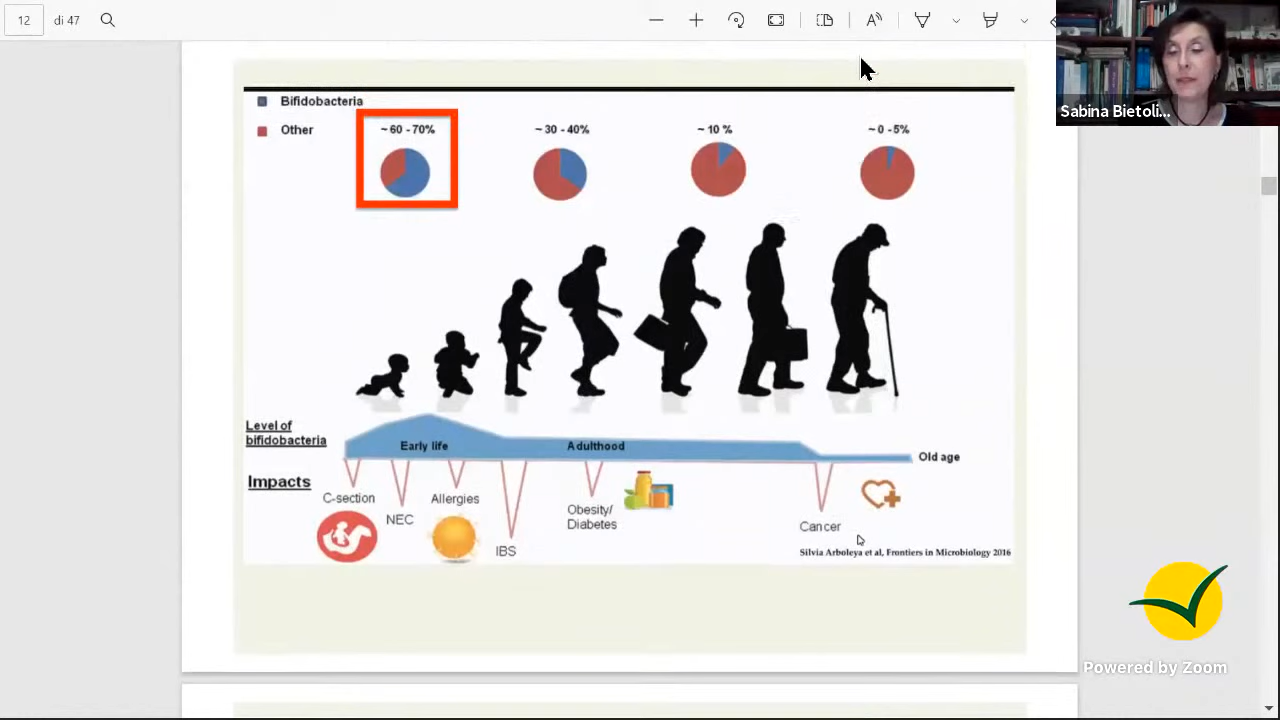 12
di 47
Sabina Bietoli...
Bifidobacteria
Other
~ 60 - 70%
~ 30 - 40%
~ 10 %
~ 0 - 5%
Level of
bifidobacteria
Early life
Adulthood
Old age
Impacts
C-section
NEC
Allergies
IBS
Obesity/
Diabetes
Cancer
Silvia Arboleya et al, Frontiers in Microbiology 2016
Powered by Zoom